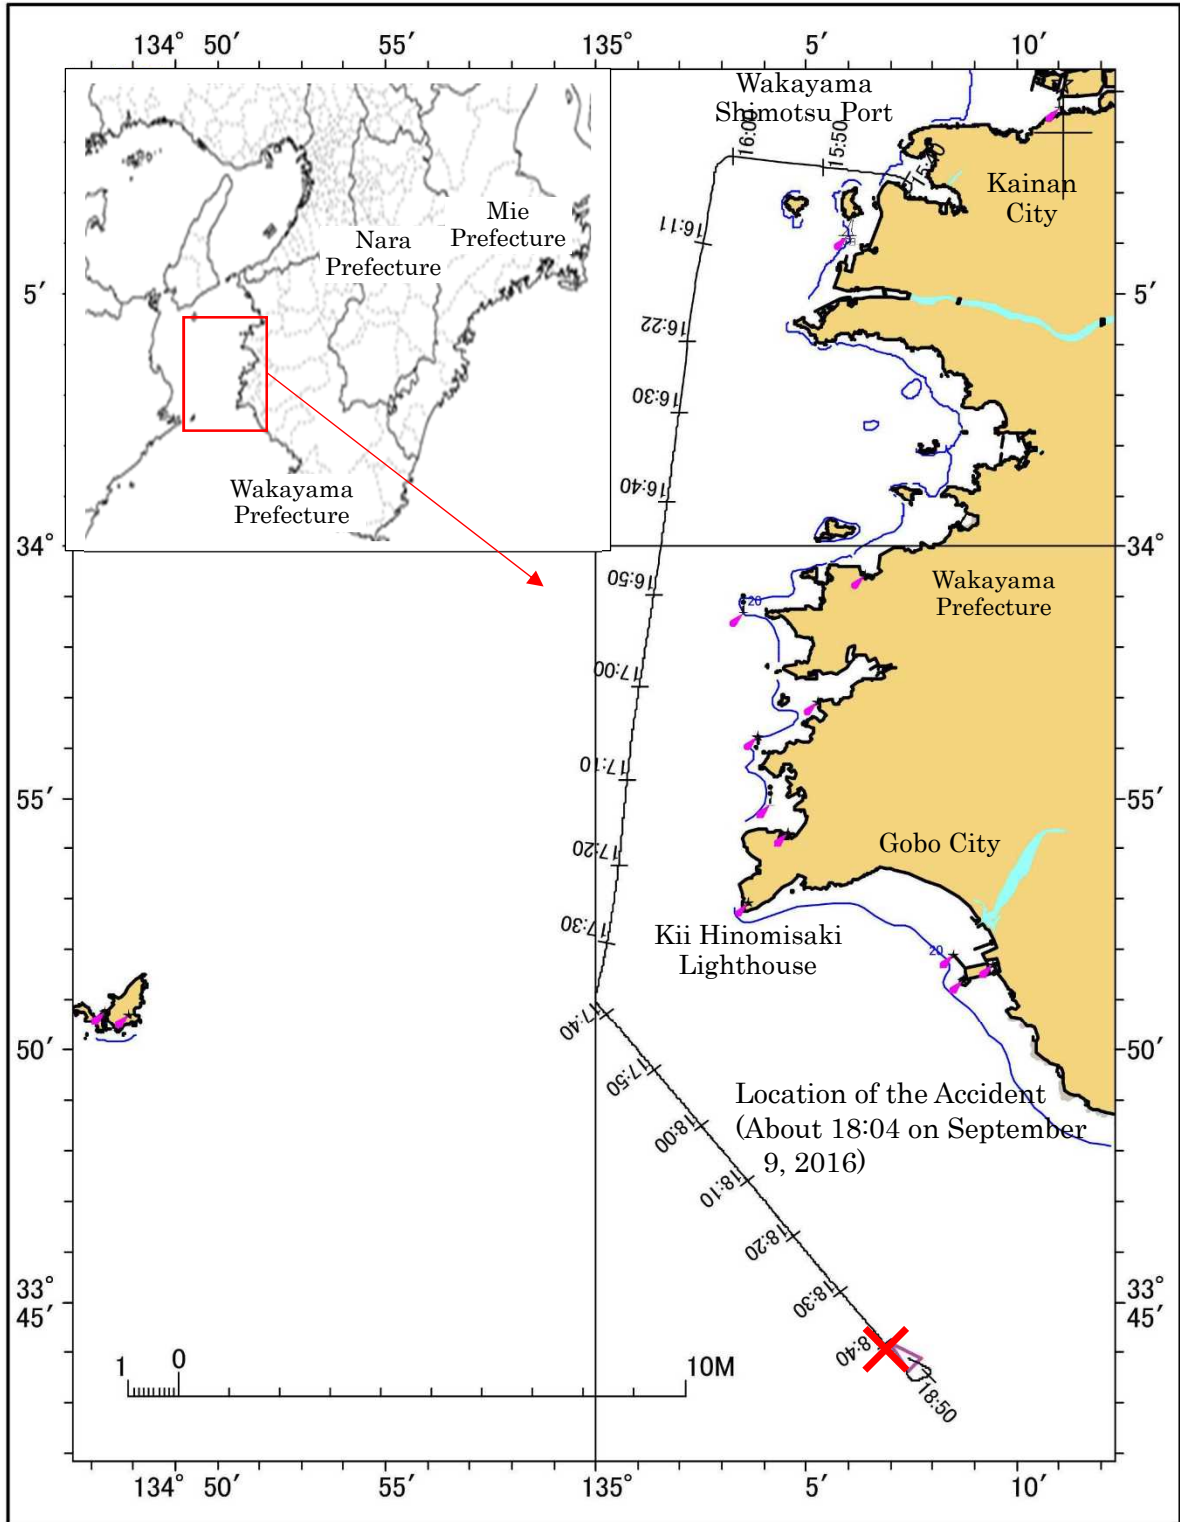 134° 50′ 55′ 135° 5′ 10′
Wakayama
Shimotsu Port
16:00
15:50
Kainan
City
Mie
Prefecture
Nara
Prefecture
16:11
5′ 5′
16:22
16:30
16:40
Wakayama
Prefecture
34° 34°
16:50
20
Wakayama
Prefecture
17:00
17:10
55′ 55′
17:20
Gobo City
17:30
Kii Hinomisaki
Lighthouse
20
17:40
50′ 50′
17:50
Location of the Accident
(About 18:04 on September
9, 2016)
18:00
18:10
18:20
18:30
33° 33°
45′ 45′
8:40
18:50
1 0 10M
134° 50′ 55′ 135° 5′ 10′